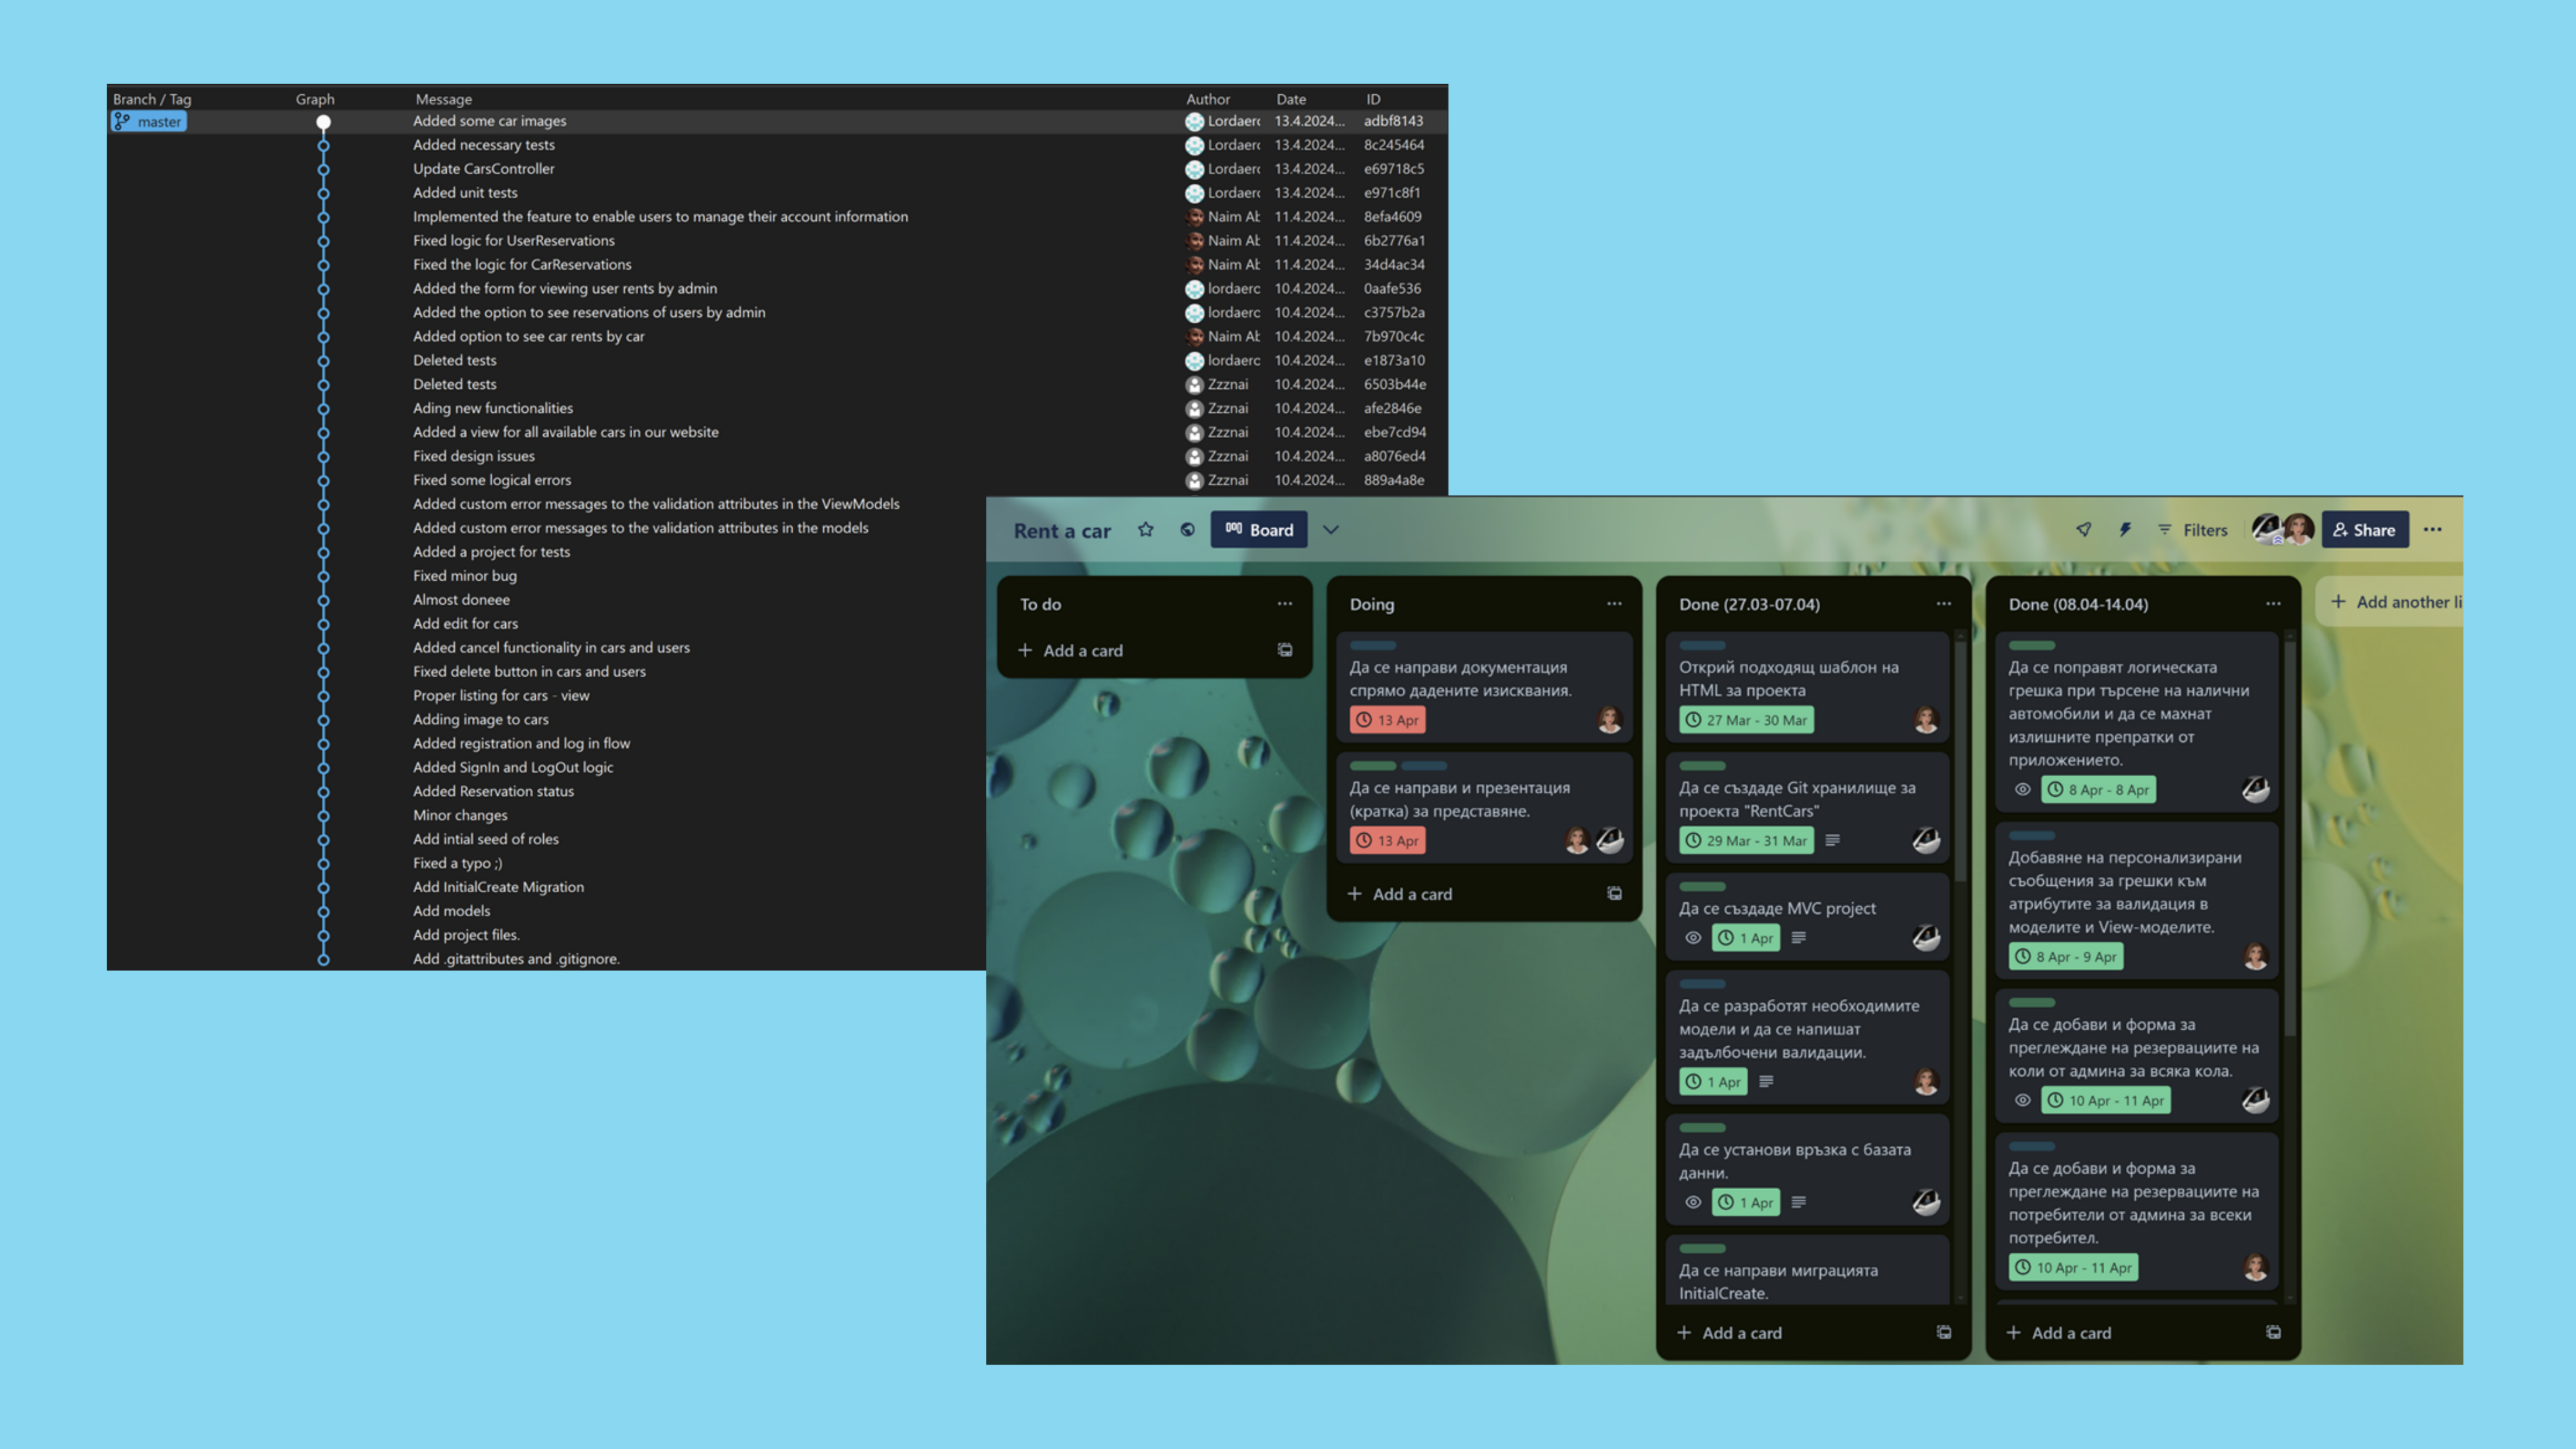 Branch / Tag Graph Message Author Date ID
master Added some car images Lordaerc 13.4.2024... adbf8143
Added necessary tests Lordaerc 13.4.2024... 8c245464
Update CarsController Lordaerc 13.4.2024... e69718c5
Added unit tests Lordaerc 13.4.2024... e971c8f1
Implemented the feature to enable users to manage their account information Naim Ab 11.4.2024... 8efa4609
Fixed logic for UserReservations Naim Ab 11.4.2024... 6b2776a1
Fixed the logic for CarReservations Naim Ab 11.4.2024... 34d4ac34
Added the form for viewing user rents by admin lordaerc 10.4.2024... 0aafe536
Added the option to see reservations of users by admin lordaerc 10.4.2024... c3757b2a
Added option to see car rents by car Naim Ab 10.4.2024... 7b970c4c
Deleted tests lordaerc 10.4.2024... e1873a10
Deleted tests Zzznai 10.4.2024... 6503b44e
Ading new functionalities Zzznai 10.4.2024... afe2846e
Added a view for all available cars in our website Zzznai 10.4.2024... ebe7cd94
Fixed design issues Zzznai 10.4.2024... a8076ed4
Fixed some logical errors Zzznai 10.4.2024... 889a4a8e
Added custom error messages to the validation attributes in the ViewModels
Added custom error messages to the validation attributes in the models
Added a project for tests
Fixed minor bug
Almost doneee
Add edit for cars
Added cancel functionality in cars and users
Fixed delete button in cars and users
Proper listing for cars - view
Adding image to cars
Added registration and log in flow
Added SignIn and LogOut logic
Added Reservation status
Minor changes
Add intial seed of roles
Fixed a typo ;)
Add InitialCreate Migration
Add models
Add project files.
Add .gitattributes and .gitignore.
Rent a car Board Filters Share
To do
Add a card
Doing
Да се направи документация
спрямо дадените изисквания.
13 Apr
Да се направи и презентация
(кратка) за представяне.
13 Apr
Add a card
Done (27.03-07.04)
Открий подходящ шаблон на
HTML за проекта
27 Mar - 30 Mar
Да се създаде Git хранилище за
проекта "RentCars"
29 Mar - 31 Mar
Да се създаде MVC project
1 Apr
Да се разработят необходимите
модели и да се напишат
задълбочени валидации.
1 Apr
Да се установи връзка с базата
данни.
1 Apr
Да се направи миграцията
InitialCreate.
Add a card
Done (08.04-14.04)
Да се поправят логическата
грешка при търсене на налични
автомобили и да се махнат
излишните препратки от
приложението.
8 Apr - 8 Apr
Добавяне на персонализирани
съобщения за грешки към
атрибутите за валидация в
моделите и View-моделите.
8 Apr - 9 Apr
Да се добави и форма за
преглеждане на резервациите на
коли от админа за всяка кола.
10 Apr - 11 Apr
Да се добави и форма за
преглеждане на резервациите на
потребители от админа за всеки
потребител.
10 Apr - 11 Apr
Add a card
Add another li